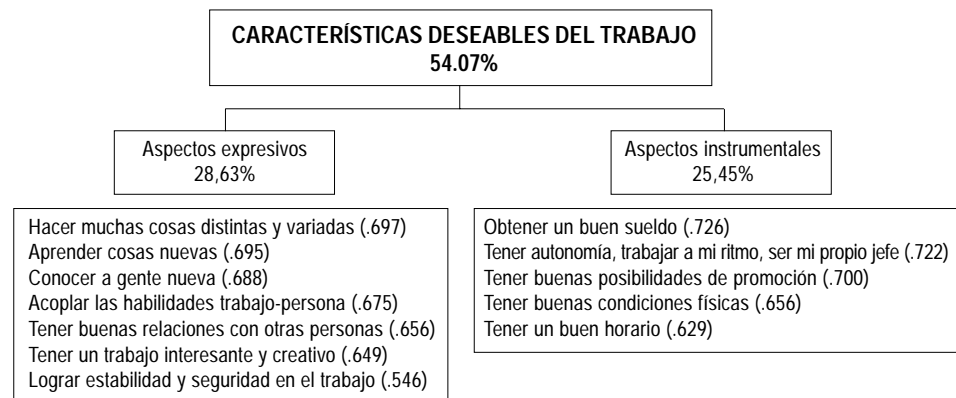 CARACTERÍSTICAS DESEABLES DEL TRABAJO
54.07%
Aspectos expresivos
28,63%
Aspectos instrumentales
25,45%
Hacer muchas cosas distintas y variadas (.697)
Aprender cosas nuevas (.695)
Conocer a gente nueva (.688)
Acoplar las habilidades trabajo-persona (.675)
Tener buenas relaciones con otras personas (.656)
Tener un trabajo interesante y creativo (.649)
Lograr estabilidad y seguridad en el trabajo (.546)
Obtener un buen sueldo (.726)
Tener autonomía, trabajar a mi ritmo, ser mi propio jefe (.722)
Tener buenas posibilidades de promoción (.700)
Tener buenas condiciones físicas (.656)
Tener un buen horario (.629)